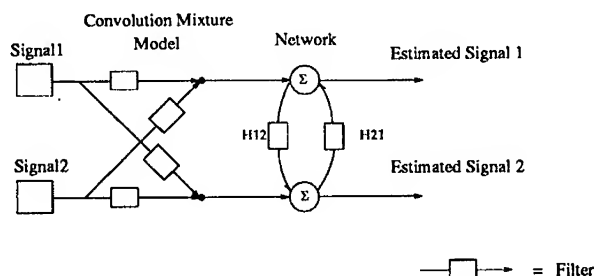 Convolution Mixture
Model
Network
Signal1
Estimated Signal 1
Σ
H12
H21
Signal2
Estimated Signal 2
Σ
= Filter